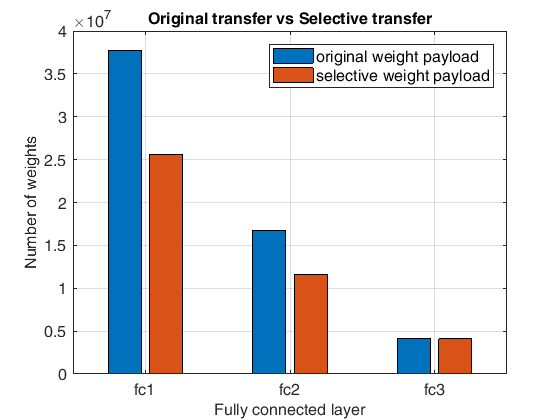 Original transfer vs Selective transfer
×10^7
original weight payload
selective weight payload
Number of weights
4
3.5
3
2.5
2
1.5
1
0.5
0
fc1 fc2 fc3
Fully connected layer